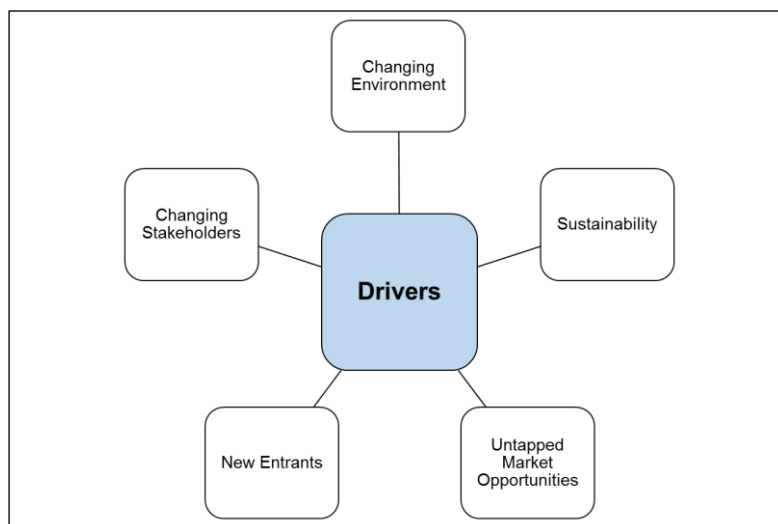 Changing
Environment
Changing
Stakeholders
Sustainability
Drivers
New Entrants
Untapped
Market
Opportunities